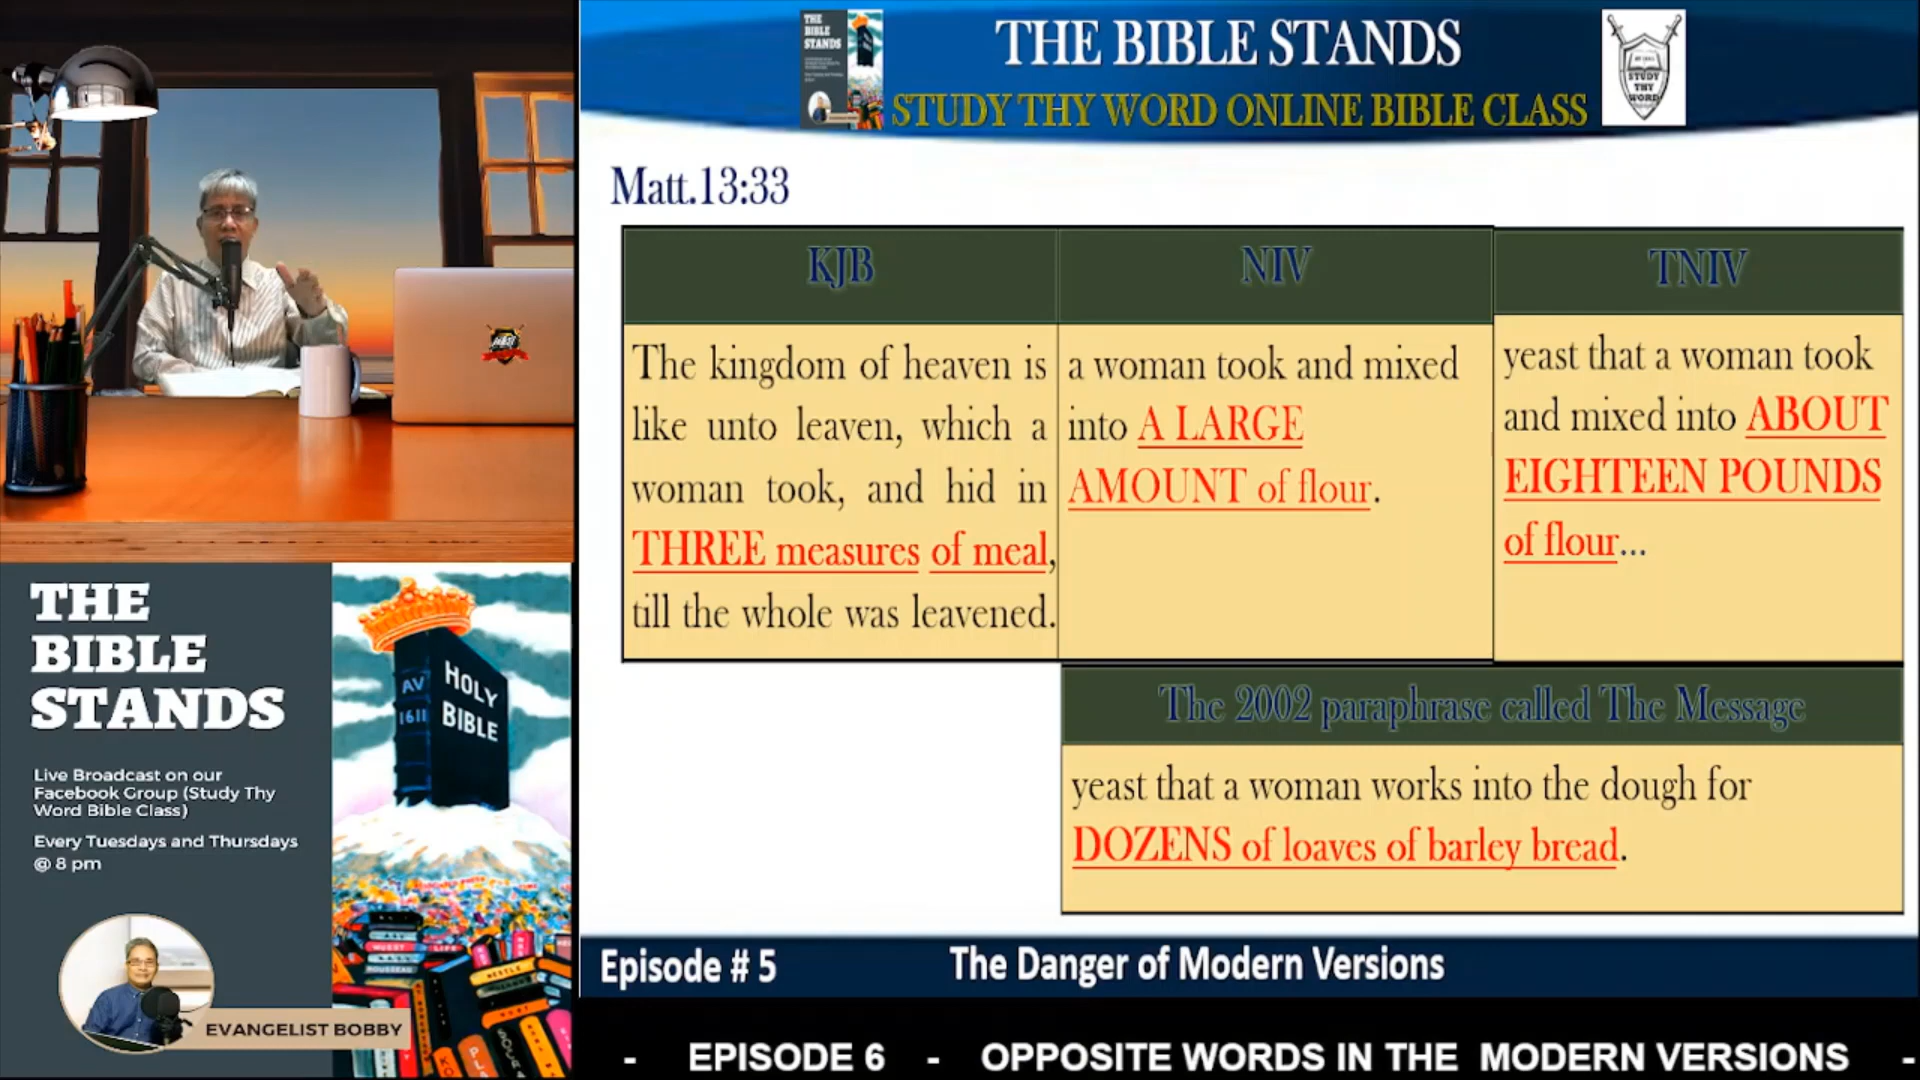 THE BIBLE STANDS
STUDY THY WORD ONLINE BIBLE CLASS
THE
BIBLE
STANDS
STUDY
THY
WORD
Matt.13:33
KJB
The kingdom of heaven is
like unto leaven, which a
woman took, and hid in
THREE measures of meal,
till the whole was leavened.
NIV
a woman took and mixed
into A LARGE
AMOUNT of flour.
TNIV
yeast that a woman took
and mixed into ABOUT
EIGHTEEN POUNDS
of flour...
The 2002 paraphrase called The Message
yeast that a woman works into the dough for
DOZENS of loaves of barley bread.
THE
BIBLE
STANDS
Live Broadcast on our
Facebook Group (Study Thy
Word Bible Class)
Every Tuesdays and Thursdays
@ 8 pm
EVANGELIST BOBBY
AV
1611
HOLY
BIBLE
Episode # 5
The Danger of Modern Versions
- EPISODE 6 - OPPOSITE WORDS IN THE MODERN VERSIONS -